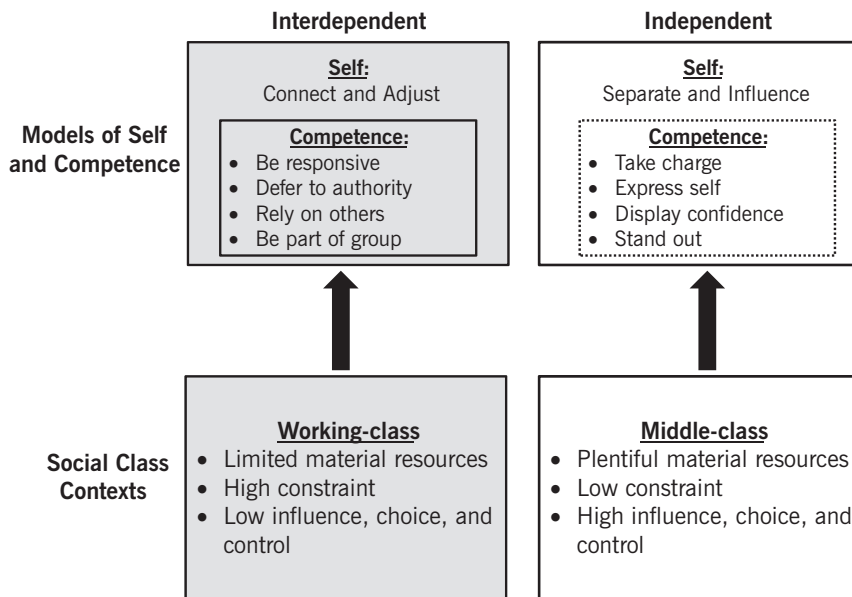 Interdependent
Independent
Models of Self
and Competence
Self:
Connect and Adjust
Competence:
• Be responsive
• Defer to authority
• Rely on others
• Be part of group
Self:
Separate and Influence
Competence:
• Take charge
• Express self
• Display confidence
• Stand out
Social Class
Contexts
Working-class
• Limited material resources
• High constraint
• Low influence, choice, and
control
Middle-class
• Plentiful material resources
• Low constraint
• High influence, choice, and
control